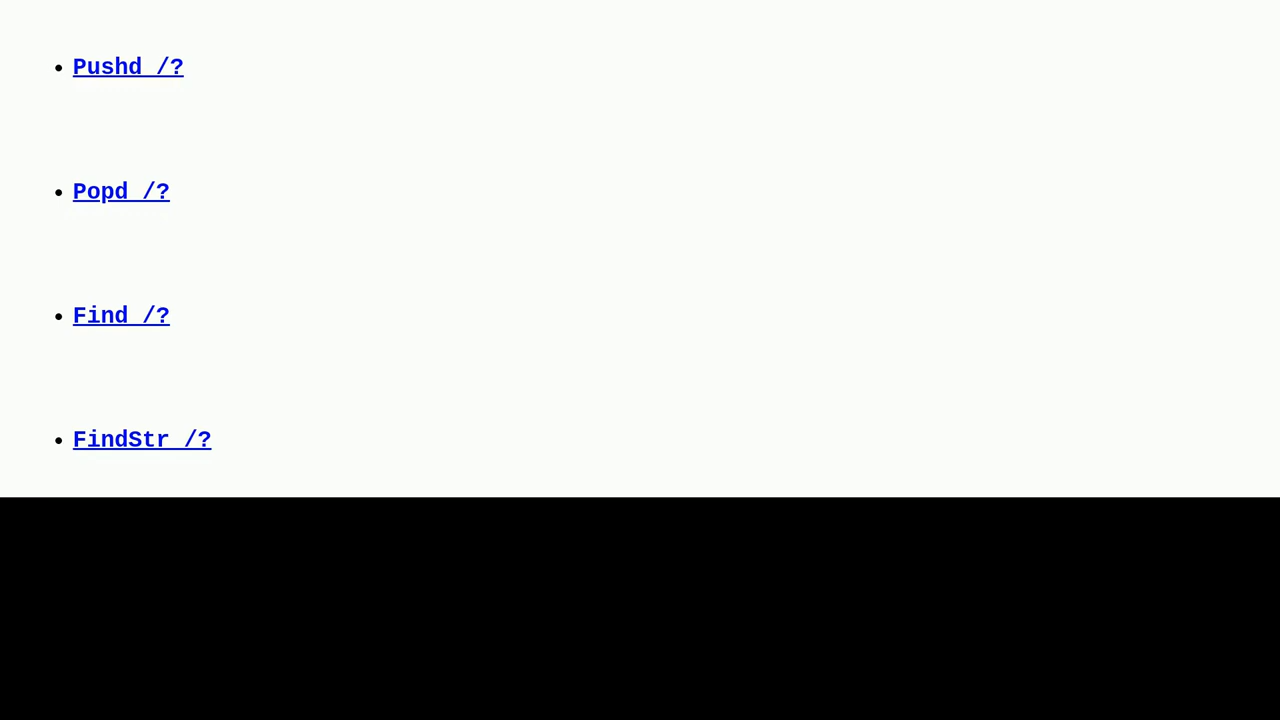 • Pushd /?
• Popd /?
• Find /?
• FindStr /?